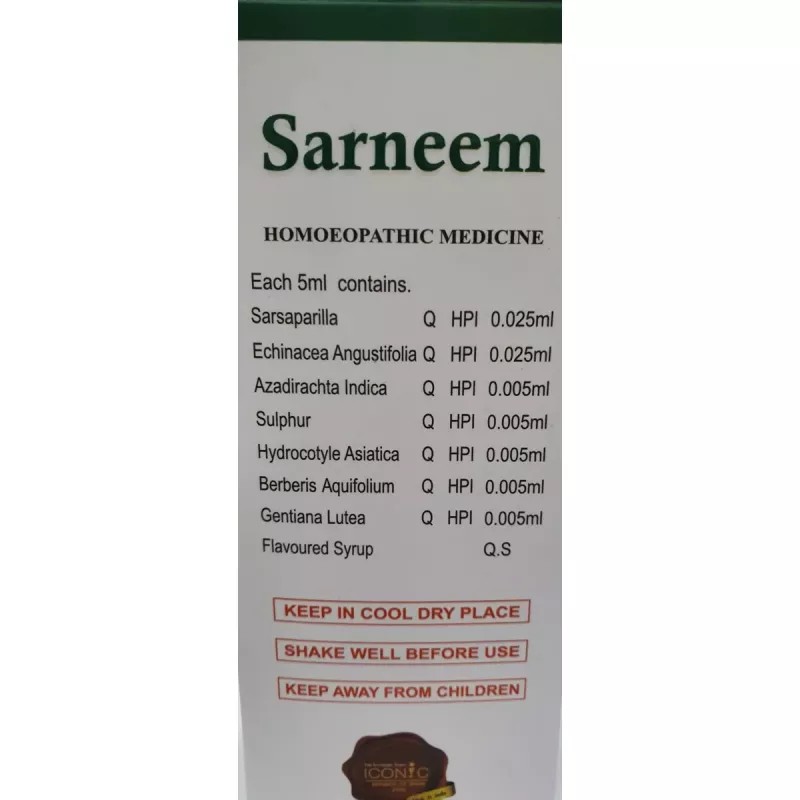 Sarneem
HOMOEOPATHIC MEDICINE
Each 5ml contains.
Sarsaparilla Q HPI 0.025ml
Echinacea Angustifolia Q HPI 0.025ml
Azadirachta Indica Q HPI 0.005ml
Sulphur Q HPI 0.005ml
Hydrocotyle Asiatica Q HPI 0.005ml
Berberis Aquifolium Q HPI 0.005ml
Gentiana Lutea Q HPI 0.005ml
Flavoured Syrup Q.S
KEEP IN COOL DRY PLACE
SHAKE WELL BEFORE USE
KEEP AWAY FROM CHILDREN
ICONIC